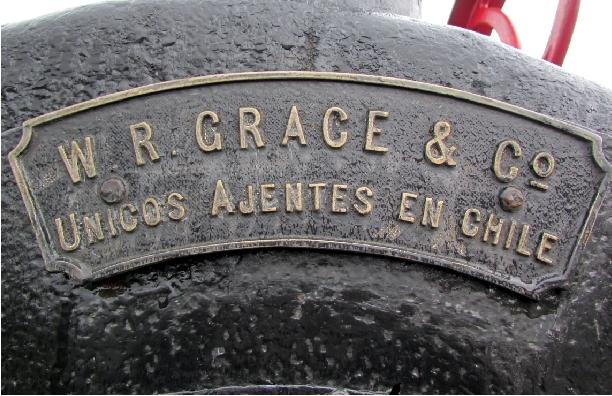 W. R. GRACE & Cº
UNICOS AJENTES EN CHILE